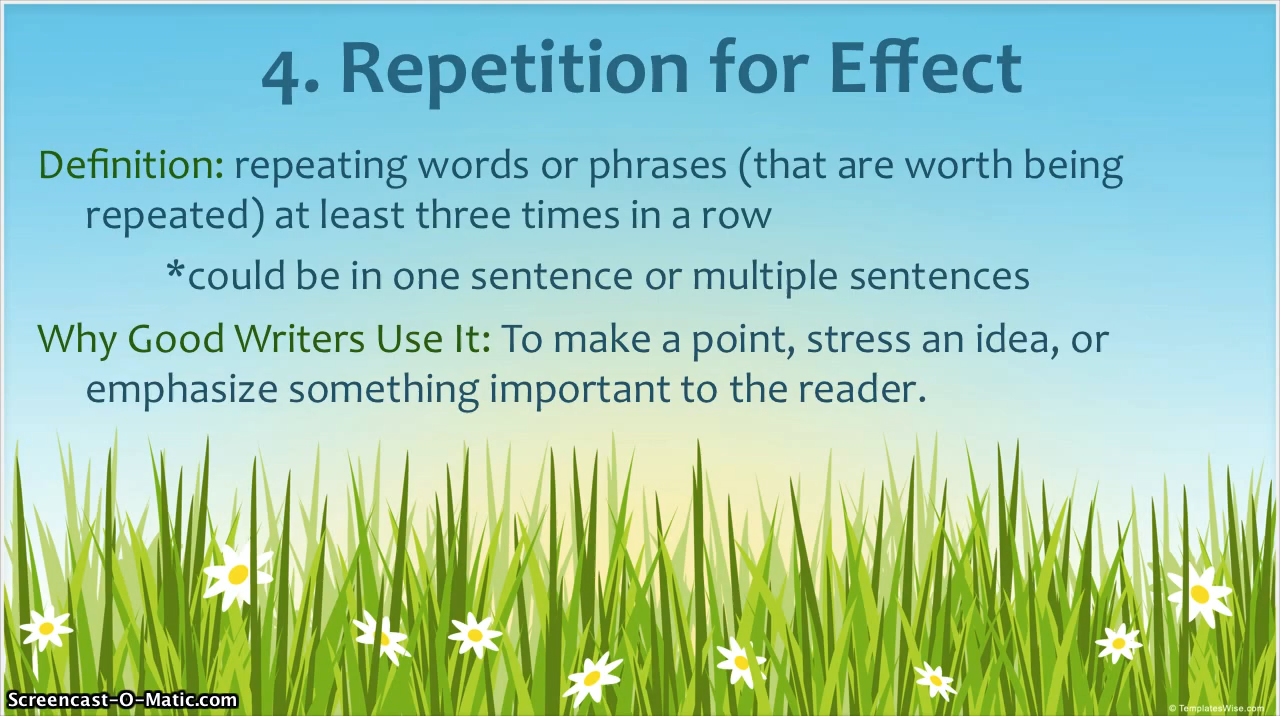 4. Repetition for Effect
Definition: repeating words or phrases (that are worth being
repeated) at least three times in a row
*could be in one sentence or multiple sentences
Why Good Writers Use It: To make a point, stress an idea, or
emphasize something important to the reader.
Screencast-O-Matic.com
© TemplatesWise.com